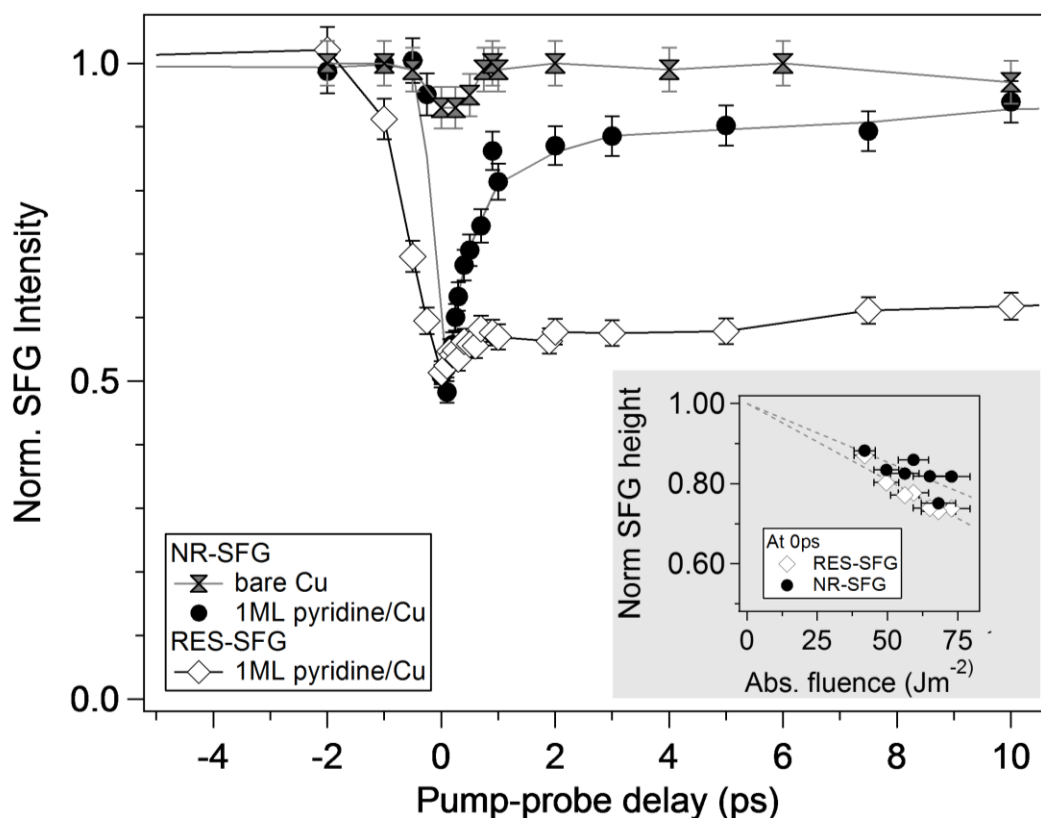 Norm. SFG Intensity
1.0
0.5
0.0
-4
-2
0
2
4
6
8
10
Pump-probe delay (ps)
NR-SFG
bare Cu
1ML pyridine/Cu
RES-SFG
1ML pyridine/Cu
Norm SFG height
1.00
0.80
0.60
At 0ps
RES-SFG
NR-SFG
0
25
50
75
Abs. fluence (Jm-2)